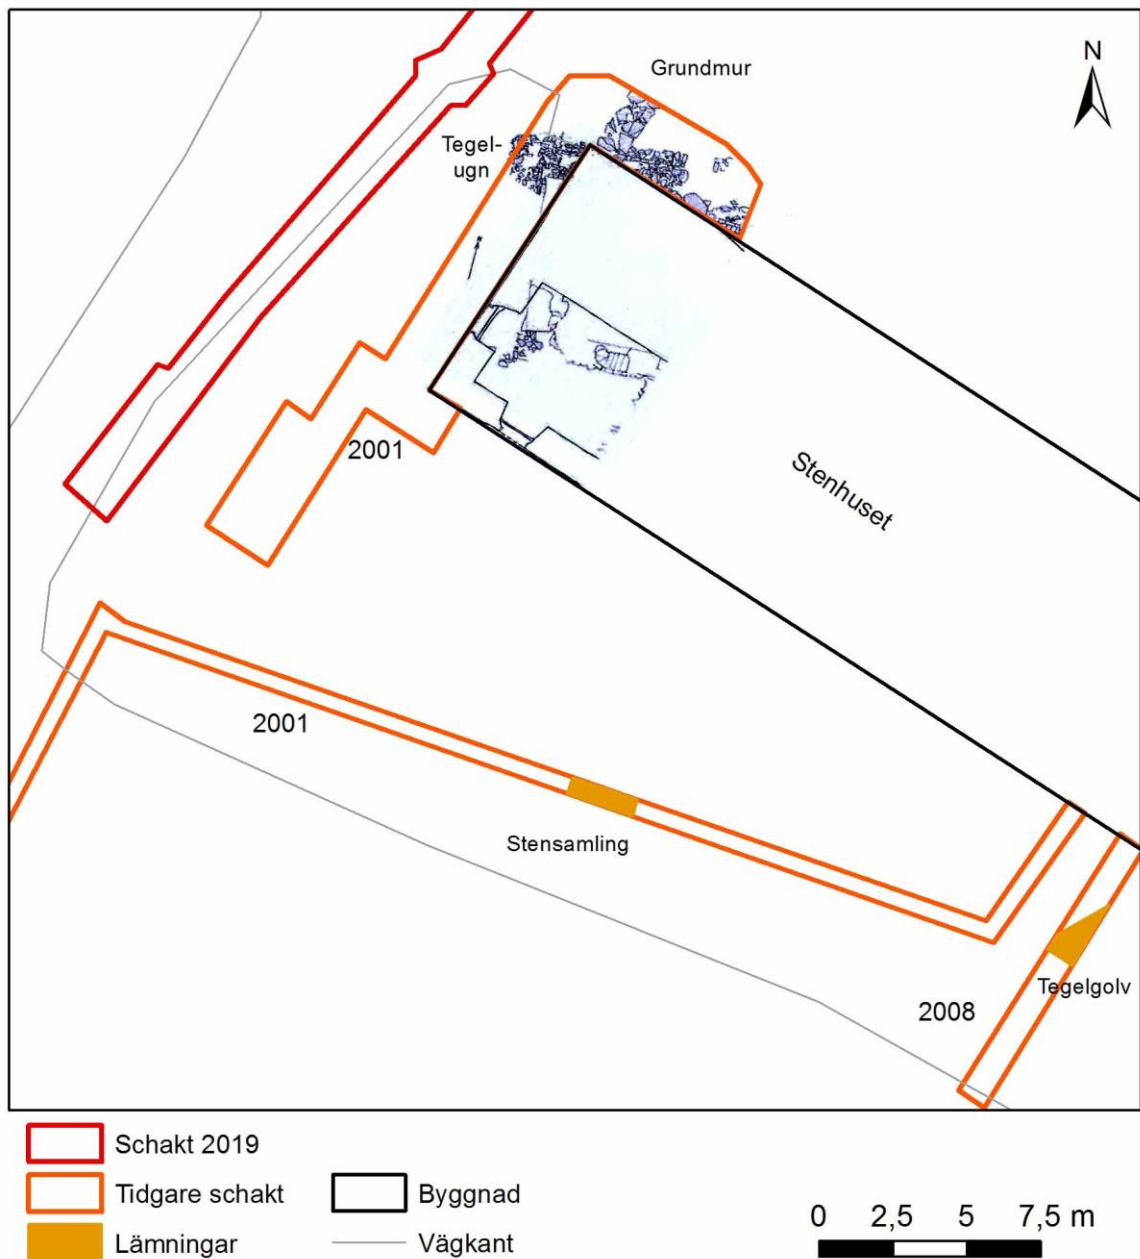 N
Grundmur
Tegel-
ugn
2001
Stenhuset
2001
Stensamling
Tegelgolv
2008
Schakt 2019
Tidgare schakt
Lämningar
Byggnad
Vägkant
0 2,5 5 7,5 m